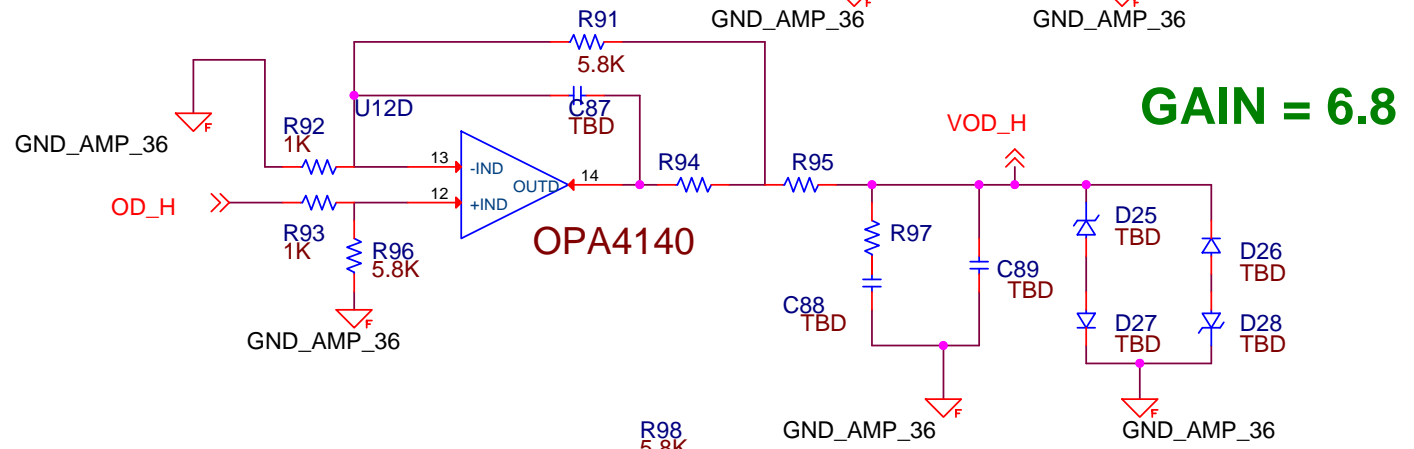 GND_AMP_36
GND_AMP_36
R91
5.8K
GAIN = 6.8
U12D
C87
TBD
VOD_H
F
GND_AMP_36
R92
1K
13
-IND
OUTD
14
R94
R95
12
+IND
OD_H
R93
1K
R96
5.8K
OPA4140
R97
D25
TBD
D26
TBD
C89
TBD
C88
TBD
F
GND_AMP_36
D27
TBD
D28
TBD
F
F
R98
5.8K
GND_AMP_36
GND_AMP_36